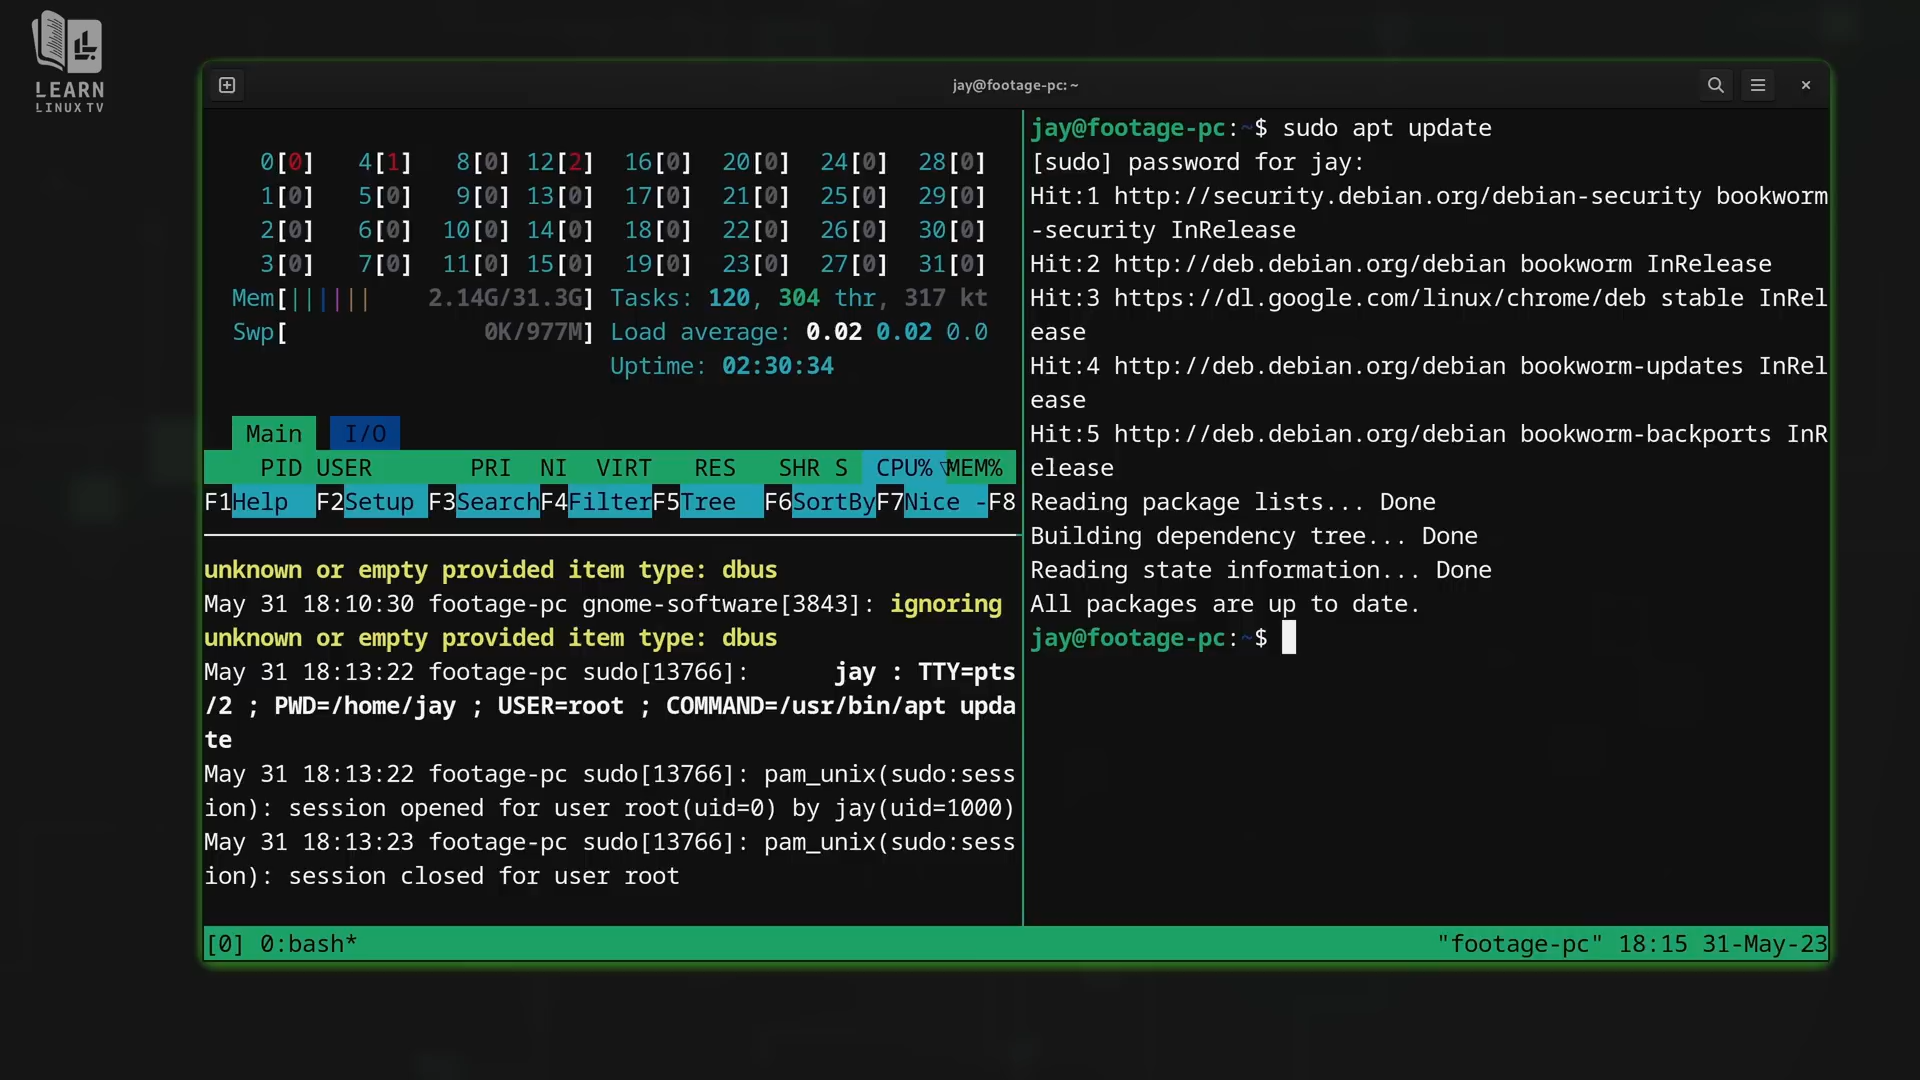 LEARN
LINUX TV
jay@footage-pc: ~
0[0] 4[1] 8[0] 12[2] 16[0] 20[0] 24[0] 28[0]
1[0] 5[0] 9[0] 13[0] 17[0] 21[0] 25[0] 29[0]
2[0] 6[0] 10[0] 14[0] 18[0] 22[0] 26[0] 30[0]
3[0] 7[0] 11[0] 15[0] 19[0] 23[0] 27[0] 31[0]
Mem[|||||| 2.14G/31.3G] Tasks: 120, 304 thr, 317 kt
Swp[ 0K/977M] Load average: 0.02 0.02 0.0
Uptime: 02:30:34
Main I/O
PID USER PRI NI VIRT RES SHR S CPU%▽MEM%
F1Help F2Setup F3SearchF4FilterF5Tree F6SortByF7Nice -F8
unknown or empty provided item type: dbus
May 31 18:10:30 footage-pc gnome-software[3843]: ignoring
unknown or empty provided item type: dbus
May 31 18:13:22 footage-pc sudo[13766]: jay : TTY=pts
/2 ; PWD=/home/jay ; USER=root ; COMMAND=/usr/bin/apt upda
te
May 31 18:13:22 footage-pc sudo[13766]: pam_unix(sudo:sess
ion): session opened for user root(uid=0) by jay(uid=1000)
May 31 18:13:23 footage-pc sudo[13766]: pam_unix(sudo:sess
ion): session closed for user root
jay@footage-pc:~$ sudo apt update
[sudo] password for jay:
Hit:1 http://security.debian.org/debian-security bookworm
-security InRelease
Hit:2 http://deb.debian.org/debian bookworm InRelease
Hit:3 https://dl.google.com/linux/chrome/deb stable InRel
ease
Hit:4 http://deb.debian.org/debian bookworm-updates InRel
ease
Hit:5 http://deb.debian.org/debian bookworm-backports InR
elease
Reading package lists... Done
Building dependency tree... Done
Reading state information... Done
All packages are up to date.
jay@footage-pc:~$
[0] 0:bash* "footage-pc" 18:15 31-May-23